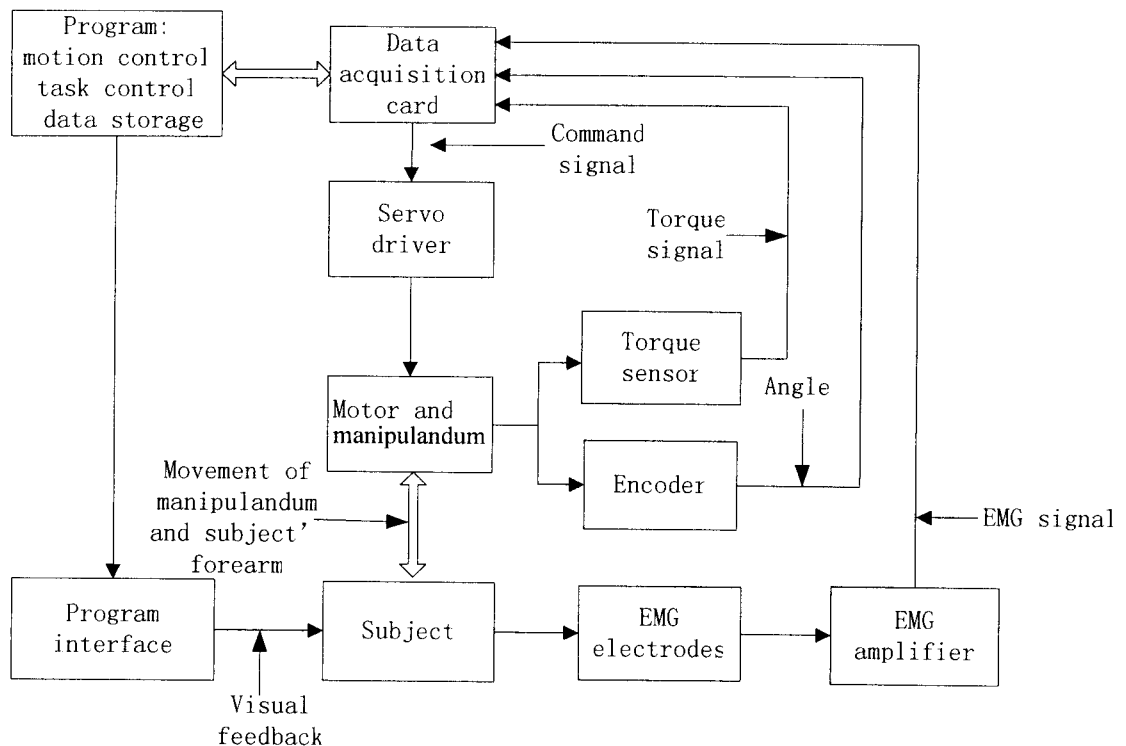 Program:
motion control
task control
data storage
Data
acquisition
card
Command
signal
Servo
driver
Torque
signal
Torque
sensor
Angle
Motor and
manipulandum
Encoder
Movement of
manipulandum
and subject'
forearm
EMG signal
Program
interface
Subject
EMG
electrodes
EMG
amplifier
Visual
feedback